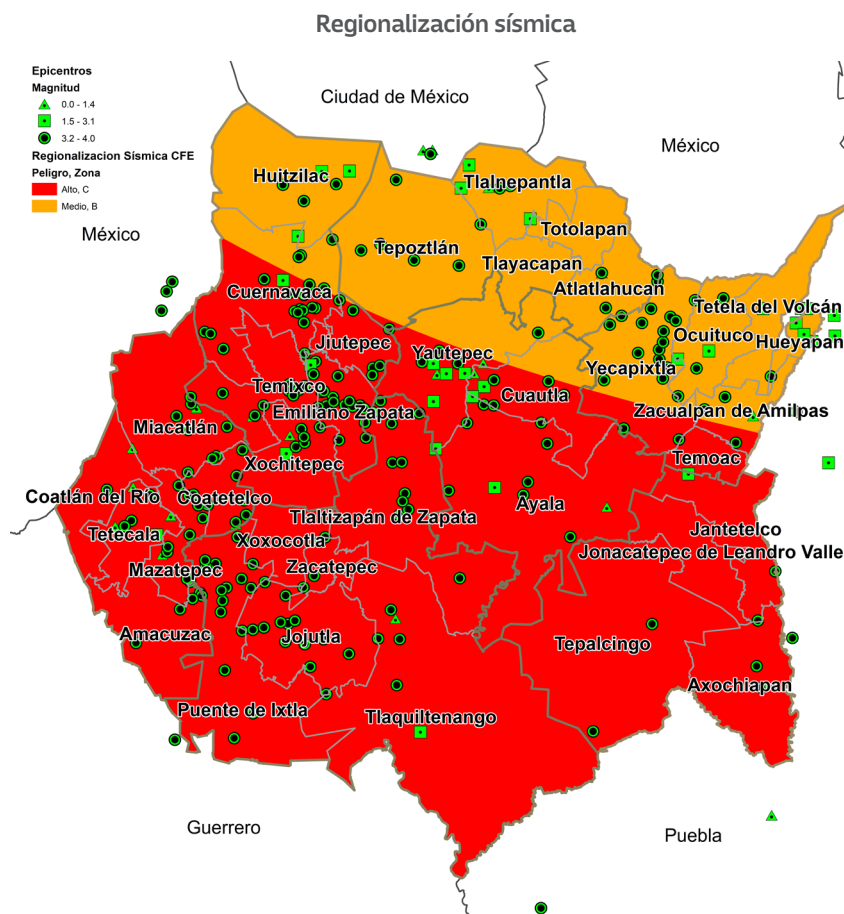 Regionalización sísmica
Epicentros
Magnitud
0.0 - 1.4
1.5 - 3.1
3.2 - 4.0
Regionalizacion Sísmica CFE
Peligro, Zona
Alto, C
Medio, B
Ciudad de México
México
México
Huitzilac
Tlalnepantla
Totolapan
Tepoztlán
Tlayacapan
Atlatlahucan
Cuernavaca
Tetela del Volcán
Ocuituco
Hueyapan
Jiutepec
Yautepec
Yecapixtla
Temixco
Cuautla
Emiliano Zapata
Zacualpan de Amilpas
Miacatlán
Temoac
Xochitepec
Coatlán del Río
Coatetelco
Ayala
Tlaltizapán de Zapata
Tetecala
Jantetelco
Xoxocotla
Jonacatepec de Leandro Valle
Mazatepec
Zacatepec
Amacuzac
Jojutla
Tepalcingo
Axochiapan
Puente de Ixtla
Tlaquiltenango
Guerrero
Puebla